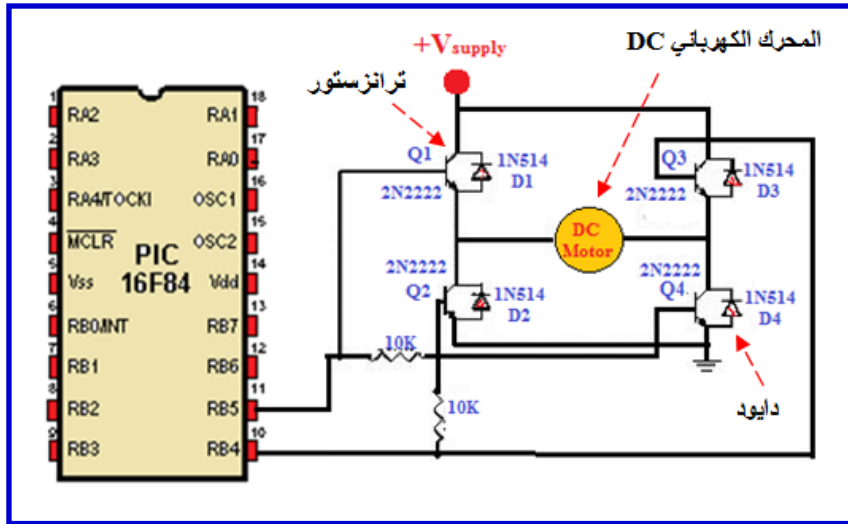 المحرك الكهربائي DC
+Vsupply
ترانزستور
1 RA2 RA1 18
2 RA3 RA0 17
3 RA4/TOCKI OSC1 16
4 MCLR OSC2 15
5 Vss Vdd 14
6 RB0/INT RB7 13
7 RB1 RB6 12
8 RB2 RB5 11
9 RB3 RB4 10
PIC
16F84
Q1
1N514
D1
2N2222
Q3
1N514
D3
2N2222
DC
Motor
2N2222
Q2
1N514
D2
2N2222
Q4
1N514
D4
10K
10K
دايود